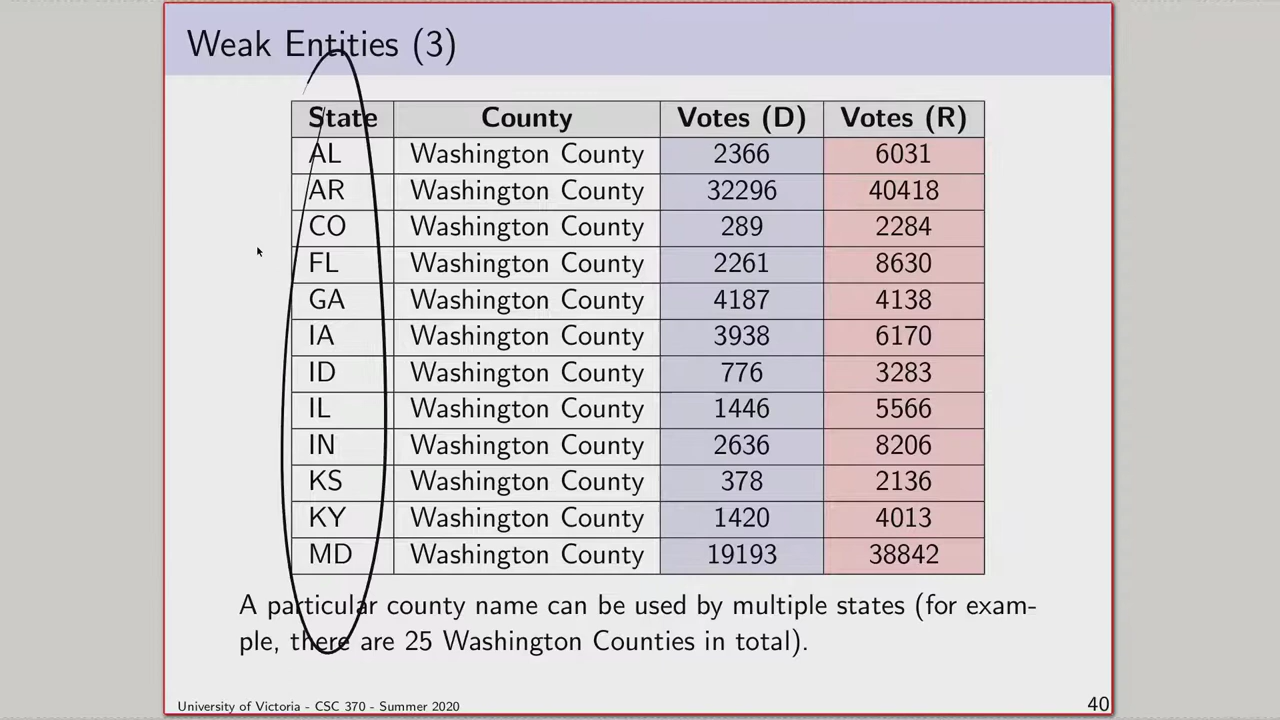 Weak Entities (3)
State County Votes (D) Votes (R)
AL Washington County 2366 6031
AR Washington County 32296 40418
CO Washington County 289 2284
FL Washington County 2261 8630
GA Washington County 4187 4138
IA Washington County 3938 6170
ID Washington County 776 3283
IL Washington County 1446 5566
IN Washington County 2636 8206
KS Washington County 378 2136
KY Washington County 1420 4013
MD Washington County 19193 38842
A particular county name can be used by multiple states (for exam-
ple, there are 25 Washington Counties in total).
University of Victoria - CSC 370 - Summer 2020 40